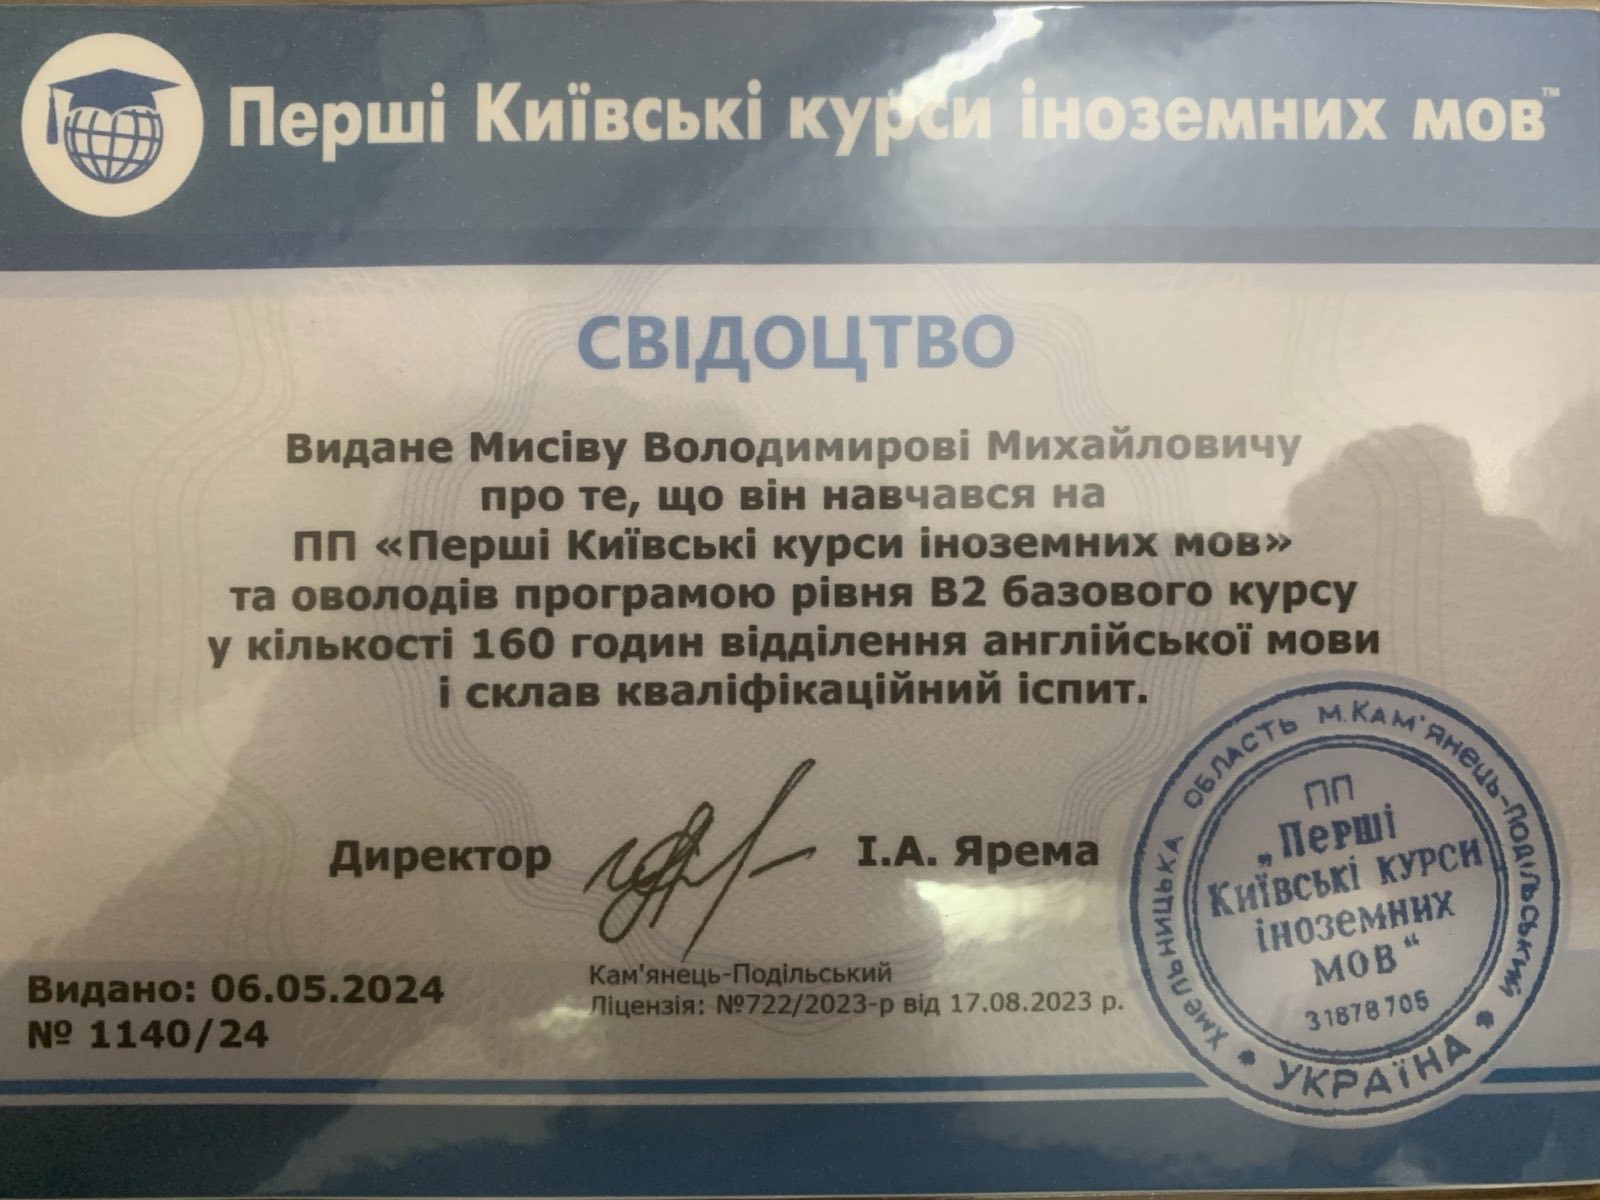 Перші Київські курси іноземних мов™
СВІДОЦТВО
Видане Мисіву Володимирові Михайловичу
про те, що він навчався на
ПП «Перші Київські курси іноземних мов»
та оволодів програмою рівня В2 базового курсу
у кількості 160 годин відділення англійської мови
і склав кваліфікаційний іспит.
Директор
І.А. Ярема
Видано: 06.05.2024
№ 1140/24
Кам'янець-Подільський
Ліцензія: №722/2023-р від 17.08.2023 р.
Хмельницька область м.Кам'янець-Подільський
* Україна *
ПП
„Перші
Київські курси
іноземних
мов“
31878705